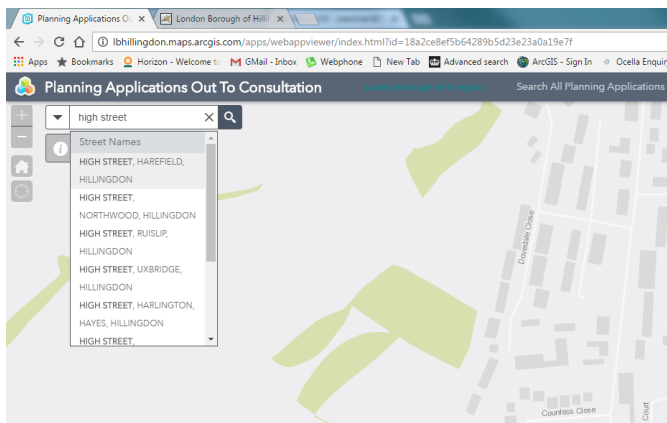 Planning Applications Ou
London Borough of Hillin
lbhillingdon.maps.arcgis.com/apps/webappviewer/index.html?id=18a2ce8ef5b64289b5d23e23a0a19e7f
Apps Bookmarks Horizon - Welcome to GMail - Inbox Webphone New Tab Advanced search ArcGIS - Sign In Ocella Enquiry
Planning Applications Out To Consultation Search All Planning Applications
high street
Street Names
HIGH STREET, HAREFIELD,
HILLINGDON
HIGH STREET,
NORTHWOOD, HILLINGDON
HIGH STREET, RUISLIP,
HILLINGDON
HIGH STREET, UXBRIDGE,
HILLINGDON
HIGH STREET, HARLINGTON,
HAYES, HILLINGDON
HIGH STREET,
Dovedale Close
Countess Close
Court